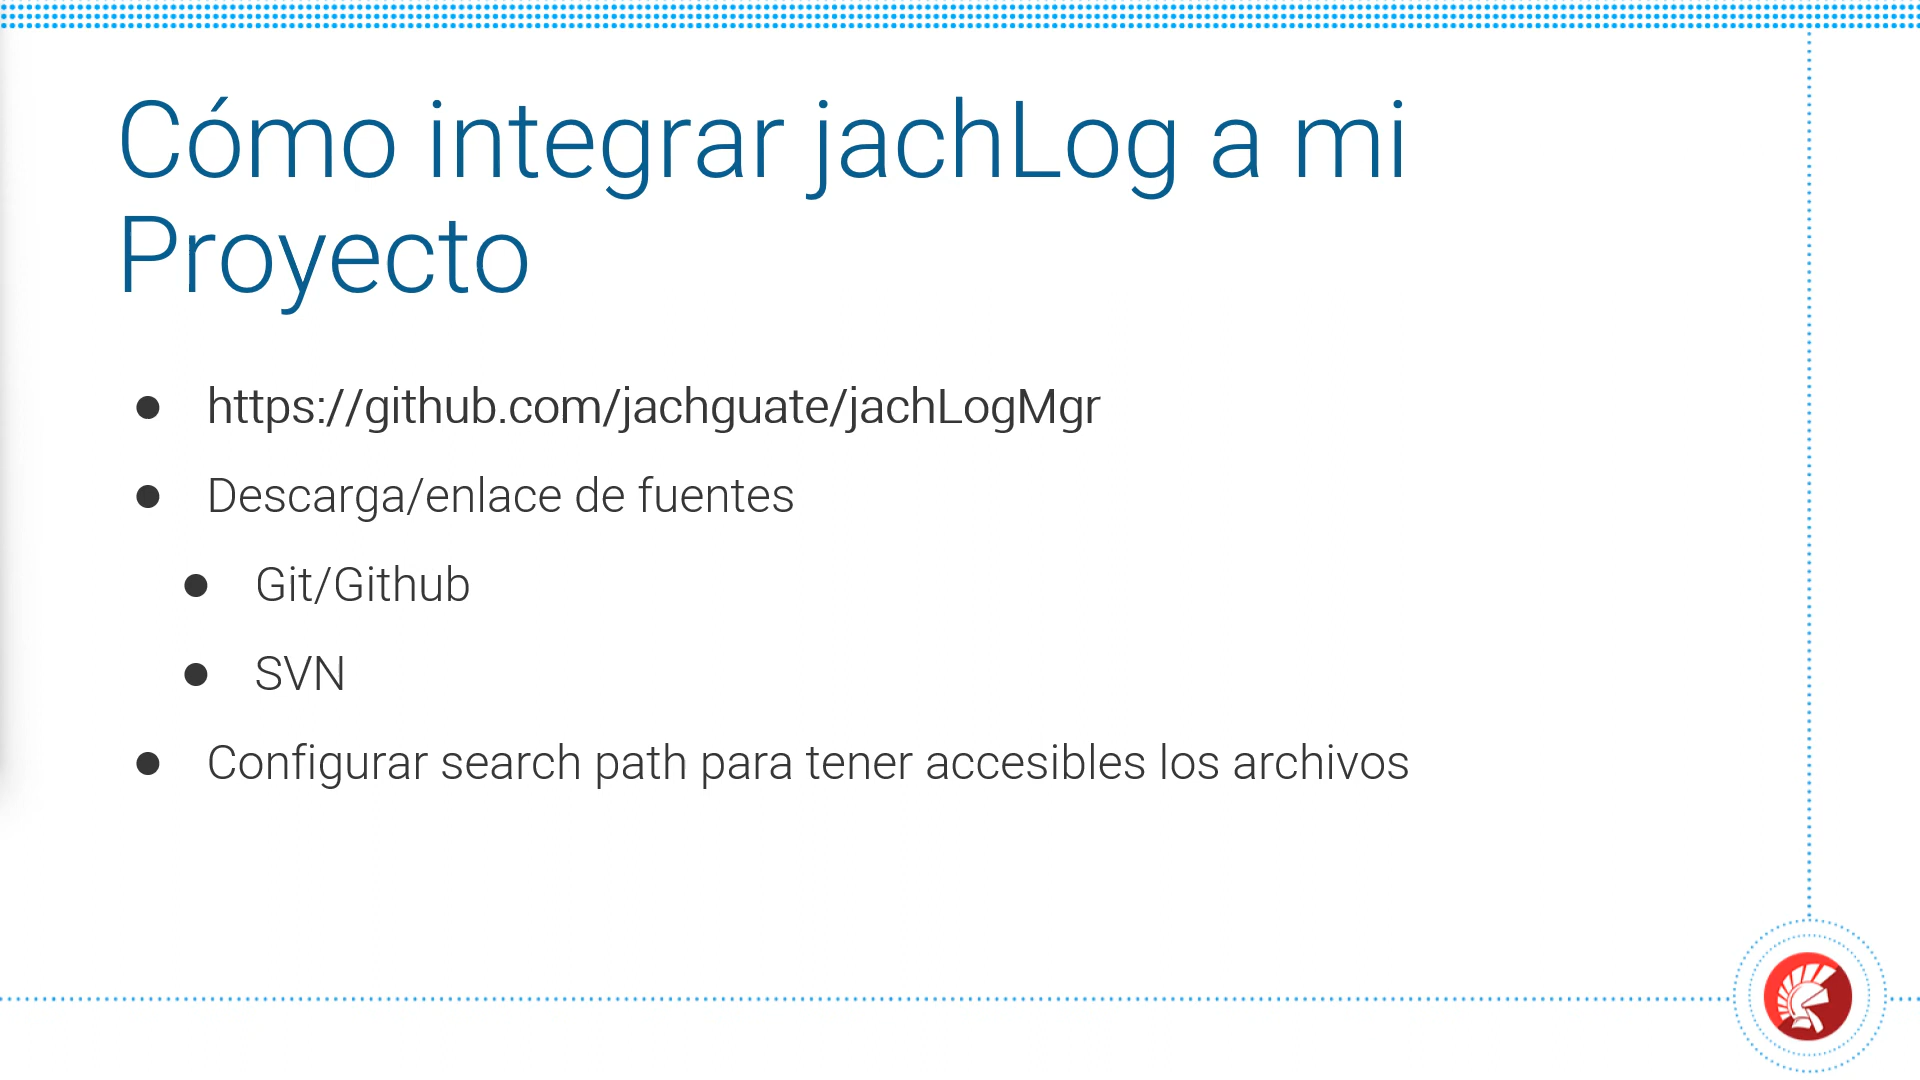 Cómo integrar jachLog a mi
Proyecto
● https://github.com/jachguate/jachLogMgr
● Descarga/enlace de fuentes
● Git/Github
● SVN
● Configurar search path para tener accesibles los archivos